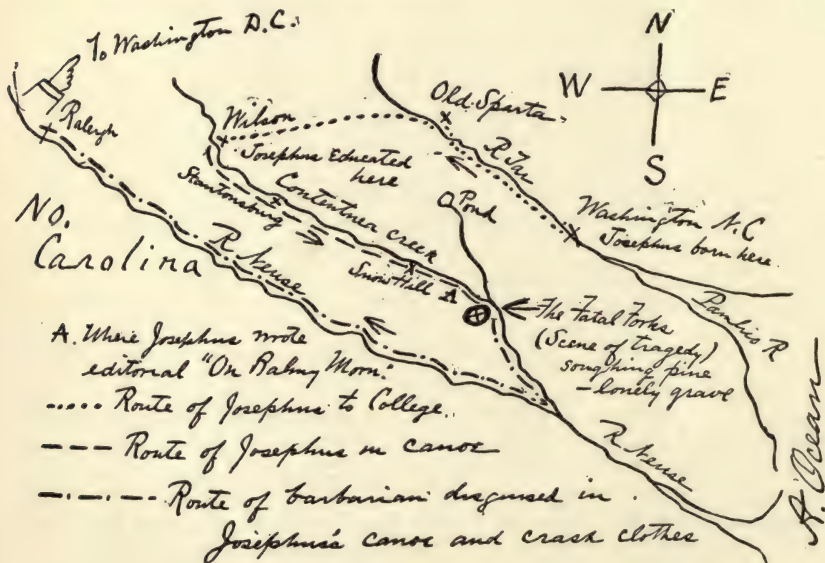 To Washington D.C.
Raleigh
Wilson
Josephus Educated
here
Stantonsburg
Contentner creek
Snow Hill
A
Pond
Old Sparta
R Tar
N
W
E
S
Washington N.C
Josephus born here.
Pamlico R
A. Ocean
No.
Carolina
R Neuse
The Fatal Forks
(Scene of tragedy)
soughing pine
-lonely grave
R Neuse
A. Where Josephus wrote
editorial "On Balmy Morn."
..... Route of Josephus to College.
--- Route of Josephus in canoe
-.-.- Route of barbarian disguised in
Josephus's canoe and crash clothes